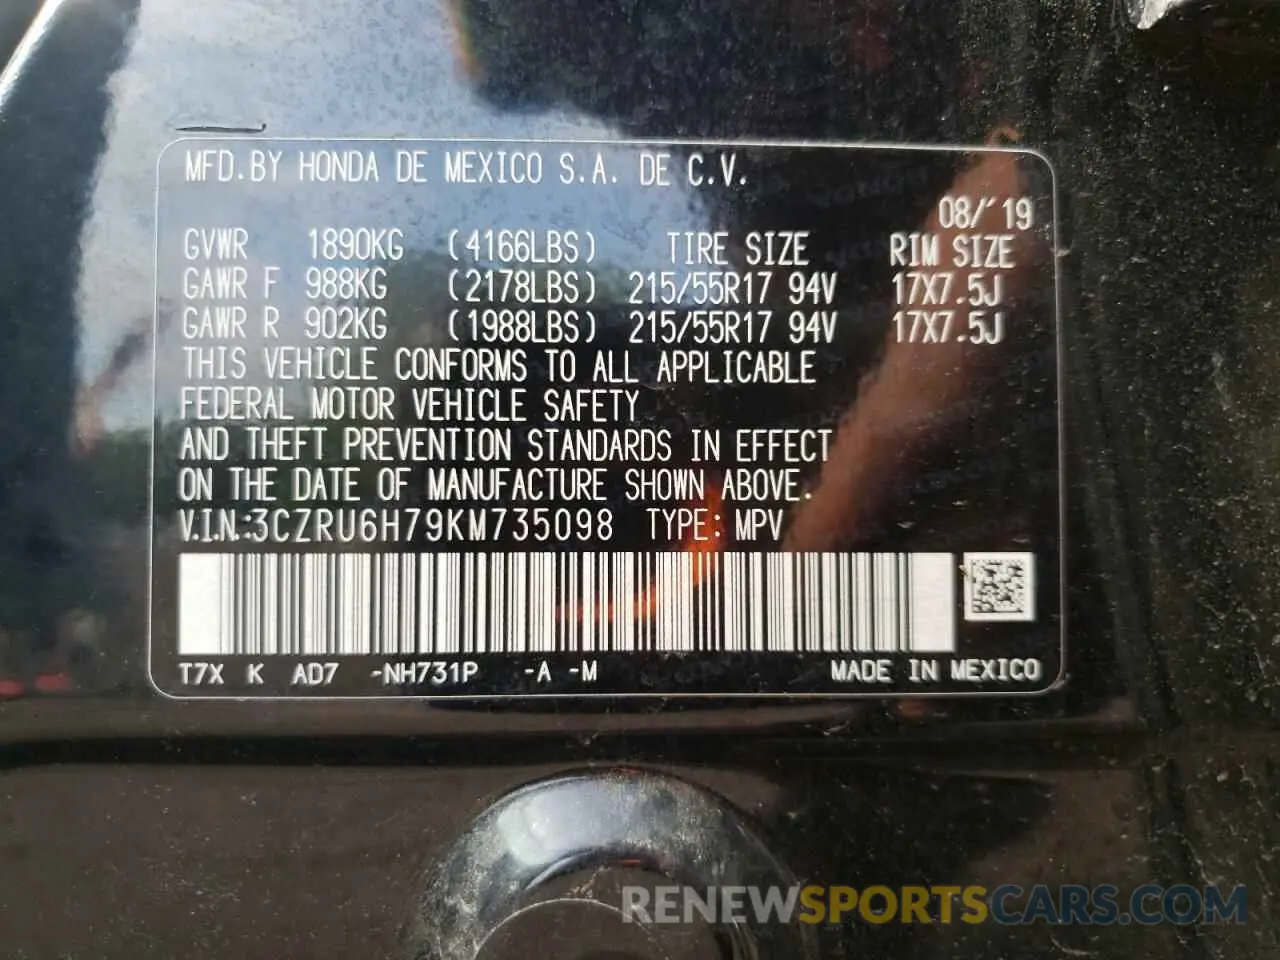 MFD.BY HONDA DE MEXICO S.A. DE C.V.
08/'19
GVWR 1890KG (4166LBS) TIRE SIZE RIM SIZE
GAWR F 988KG (2178LBS) 215/55R17 94V 17X7.5J
GAWR R 902KG (1988LBS) 215/55R17 94V 17X7.5J
THIS VEHICLE CONFORMS TO ALL APPLICABLE
FEDERAL MOTOR VEHICLE SAFETY
AND THEFT PREVENTION STANDARDS IN EFFECT
ON THE DATE OF MANUFACTURE SHOWN ABOVE.
V.I.N.:3CZRU6H79KM735098 TYPE: MPV
T7X K AD7 -NH731P -A -M MADE IN MEXICO
RENEWSPORTSCARS.COM